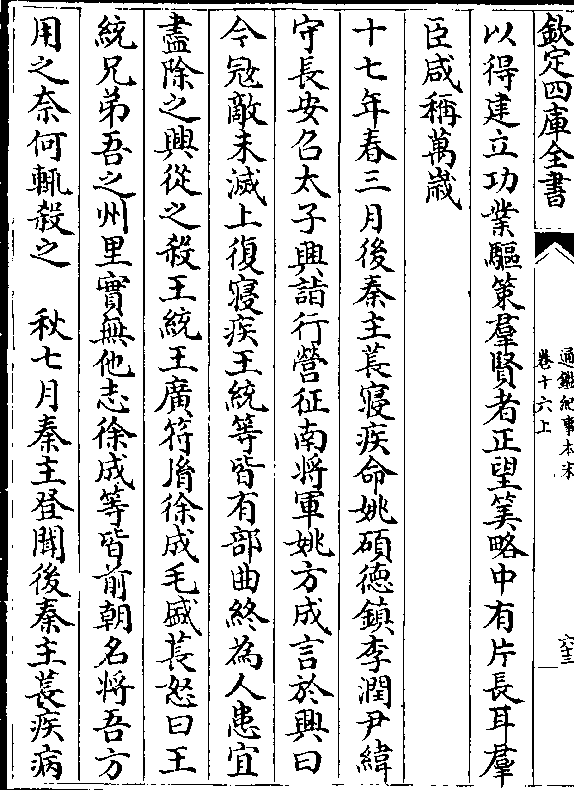 欽定四庫全書
通鑑紀事本末
卷十六上
六十三
以得建立功業驅策羣賢者正望筭略中有片長耳羣
臣咸稱萬歲
十七年春三月後秦主萇寢疾命姚碩德鎮李潤尹緯
守長安召太子興詣行營征南將軍姚方成言於興曰
今冦敵未滅上復寢疾王統等皆有部曲終為人患宜
盡除之興從之殺王統王廣苻胤徐成毛盛萇怒曰王
統兄弟吾之州里實無他志徐成等皆前朝名将吾方
用之奈何輒殺之　秋七月秦主登聞後秦主萇疾病